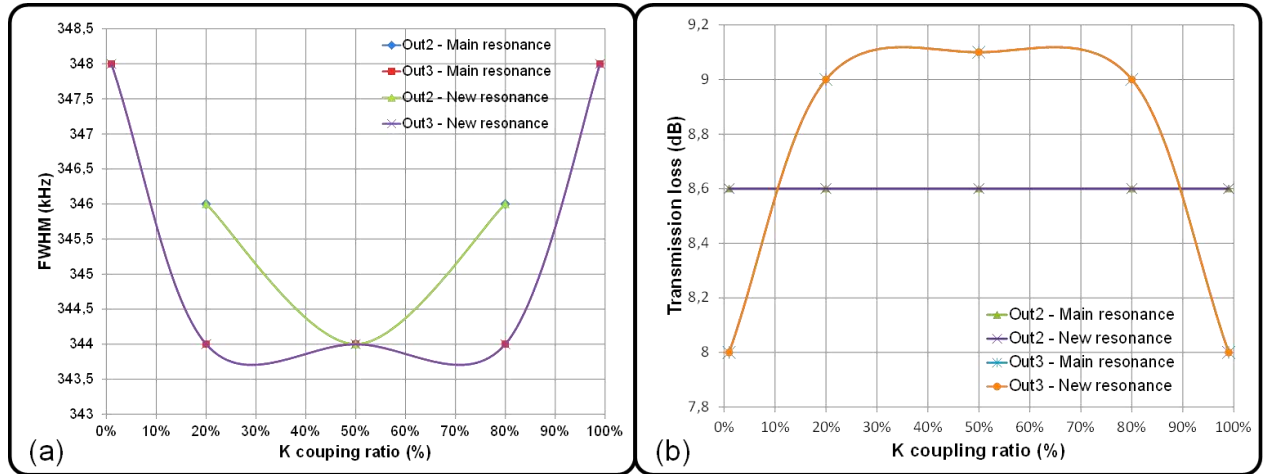 348,5
348
347,5
347
346,5
346
345,5
345
344,5
344
343,5
343
FWHM (kHz)
Out2 - Main resonance
Out3 - Main resonance
Out2 - New resonance
Out3 - New resonance
0% 10% 20% 30% 40% 50% 60% 70% 80% 90% 100%
K couping ratio (%)
(a)
9,2
9
8,8
8,6
8,4
8,2
8
7,8
Transmission loss (dB)
Out2 - Main resonance
Out2 - New resonance
Out3 - Main resonance
Out3 - New resonance
0% 10% 20% 30% 40% 50% 60% 70% 80% 90% 100%
K coupling ratio (%)
(b)